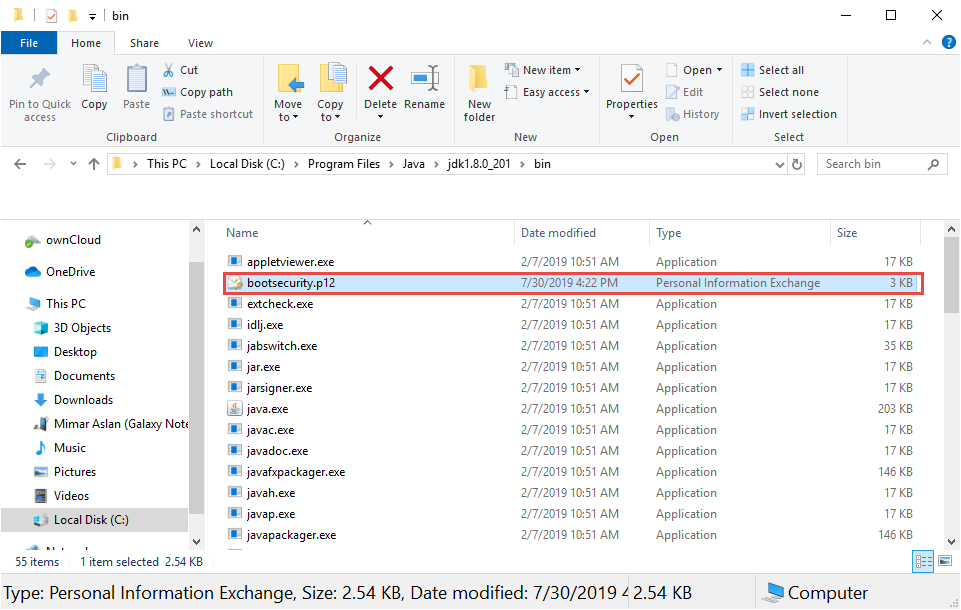 bin
File Home Share View
Pin to Quick access
Copy
Paste
Cut
Copy path
Paste shortcut
Clipboard
Move to
Copy to
Delete
Rename
Organize
New folder
New item
Easy access
New
Properties
Open
Edit
History
Open
Select all
Select none
Invert selection
Select
This PC > Local Disk (C:) > Program Files > Java > jdk1.8.0_201 > bin
Search bin
ownCloud
OneDrive
This PC
3D Objects
Desktop
Documents
Downloads
Mimar Aslan (Galaxy Note
Music
Pictures
Videos
Local Disk (C:)
Name Date modified Type Size
appletviewer.exe 2/7/2019 10:51 AM Application 17 KB
bootsecurity.p12 7/30/2019 4:22 PM Personal Information Exchange 3 KB
extcheck.exe 2/7/2019 10:51 AM Application 17 KB
idlj.exe 2/7/2019 10:51 AM Application 17 KB
jabswitch.exe 2/7/2019 10:51 AM Application 35 KB
jar.exe 2/7/2019 10:51 AM Application 17 KB
jarsigner.exe 2/7/2019 10:51 AM Application 17 KB
java.exe 2/7/2019 10:51 AM Application 203 KB
javac.exe 2/7/2019 10:51 AM Application 17 KB
javadoc.exe 2/7/2019 10:51 AM Application 17 KB
javafxpackager.exe 2/7/2019 10:51 AM Application 146 KB
javah.exe 2/7/2019 10:51 AM Application 17 KB
javap.exe 2/7/2019 10:51 AM Application 17 KB
javapackager.exe 2/7/2019 10:51 AM Application 146 KB
55 items 1 item selected 2.54 KB
Type: Personal Information Exchange, Size: 2.54 KB, Date modified: 7/30/2019 2.54 KB Computer